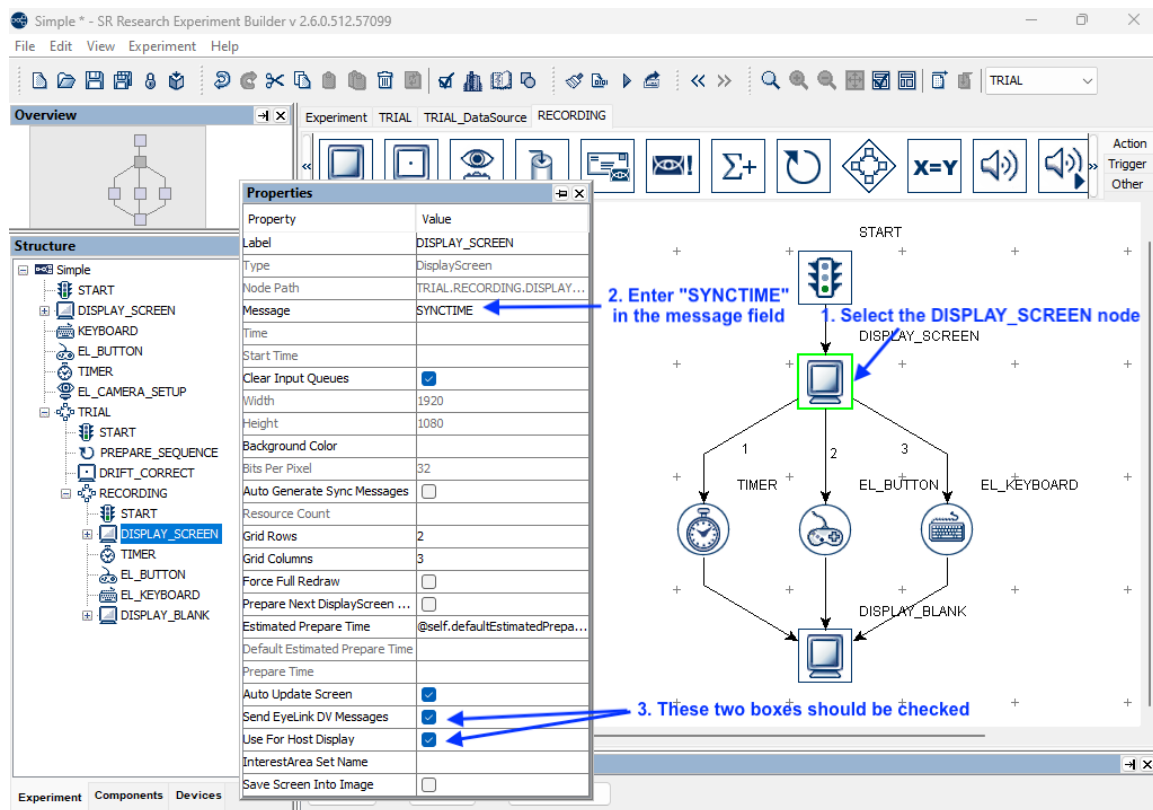 Simple * - SR Research Experiment Builder v 2.6.0.512.57099
File Edit View Experiment Help
TRIAL
Overview
Experiment TRIAL TRIAL_DataSource RECORDING
X=Y
Action
Trigger
Other
Structure
Simple
START
DISPLAY_SCREEN
KEYBOARD
EL_BUTTON
TIMER
EL_CAMERA_SETUP
TRIAL
START
PREPARE_SEQUENCE
DRIFT_CORRECT
RECORDING
START
DISPLAY_SCREEN
TIMER
EL_BUTTON
EL_KEYBOARD
DISPLAY_BLANK
Experiment Components Devices
Properties
Property Value
Label DISPLAY_SCREEN
Type DisplayScreen
Node Path TRIAL.RECORDING.DISPLAY...
Message SYNCTIME
Time
Start Time
Clear Input Queues
Width 1920
Height 1080
Background Color
Bits Per Pixel 32
Auto Generate Sync Messages
Resource Count
Grid Rows 2
Grid Columns 3
Force Full Redraw
Prepare Next DisplayScreen ...
Estimated Prepare Time @self.defaultEstimatedPrepa...
Default Estimated Prepare Time
Prepare Time
Auto Update Screen
Send EyeLink DV Messages
Use For Host Display
InterestArea Set Name
Save Screen Into Image
START
2. Enter "SYNCTIME"
in the message field
1. Select the DISPLAY_SCREEN node
DISPLAY_SCREEN
1
2
3
TIMER
EL_BUTTON
EL_KEYBOARD
DISPLAY_BLANK
3. These two boxes should be checked